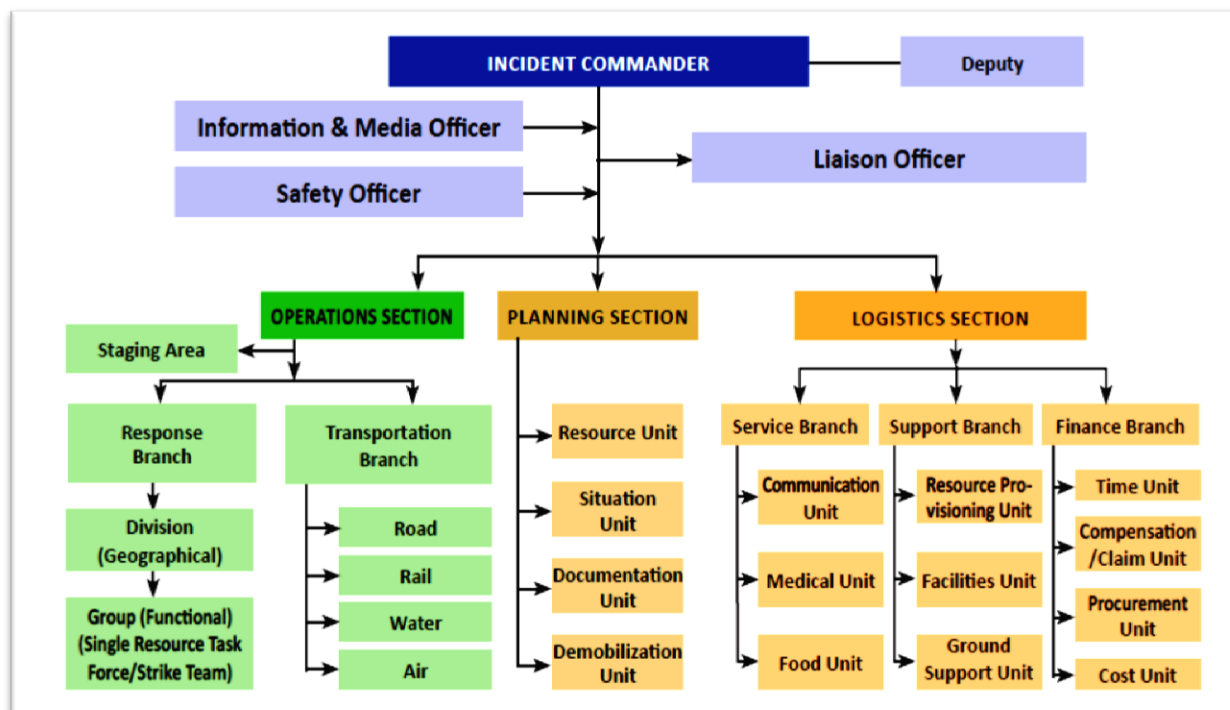 INCIDENT COMMANDER
Deputy
Information & Media Officer
Liaison Officer
Safety Officer
OPERATIONS SECTION
PLANNING SECTION
LOGISTICS SECTION
Staging Area
Response
Branch
Transportation
Branch
Division
(Geographical)
Group (Functional)
(Single Resource Task
Force/Strike Team)
Road
Rail
Water
Air
Resource Unit
Situation
Unit
Documentation
Unit
Demobilization
Unit
Service Branch
Support Branch
Finance Branch
Communication
Unit
Medical Unit
Food Unit
Resource Pro-
visioning Unit
Facilities Unit
Ground
Support Unit
Time Unit
Compensation
/Claim Unit
Procurement
Unit
Cost Unit